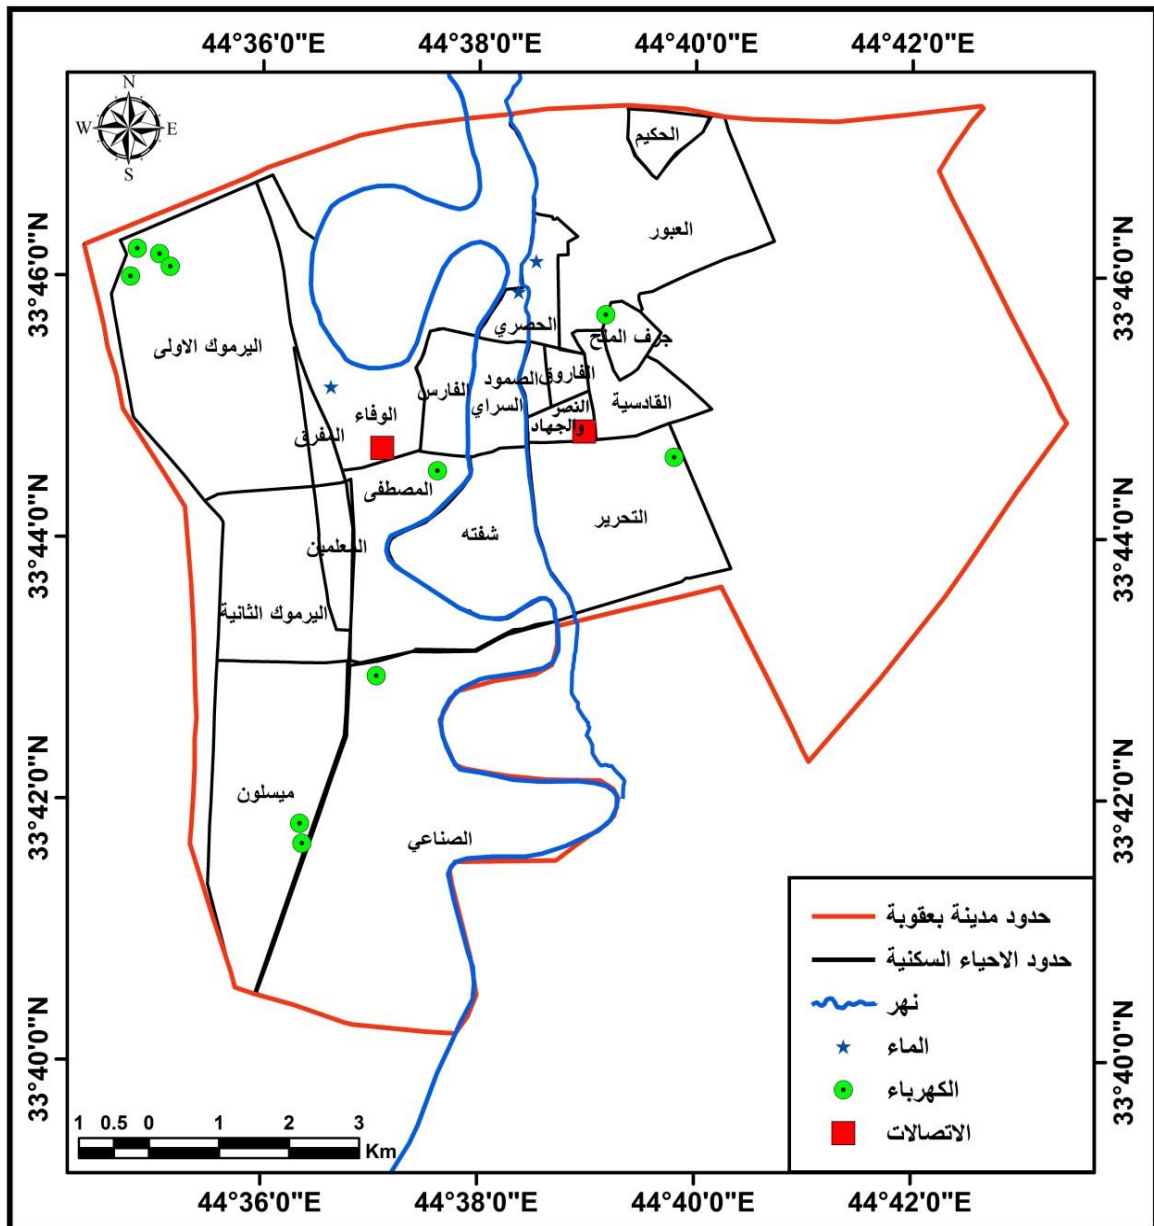 44°36'0"E
44°38'0"E
44°40'0"E
44°42'0"E
N
W
E
S
33°46'0"N
33°46'0"N
33°44'0"N
33°44'0"N
33°42'0"N
33°42'0"N
33°40'0"N
33°40'0"N
الحكيم
العبور
الحصري
جرف الملح
اليرموك الاولى
الفاروق
الصمود
الفارس
القادسية
السراي
النصر
والجهاد
الوفاء
المفرق
المصطفى
التحرير
شفته
المعلمين
اليرموك الثانية
ميسلون
الصناعي
حدود مدينة بعقوبة
حدود الاحياء السكنية
نهر
الماء
الكهرباء
الاتصالات
1 0.5 0 1 2 3
Km
44°36'0"E
44°38'0"E
44°40'0"E
44°42'0"E